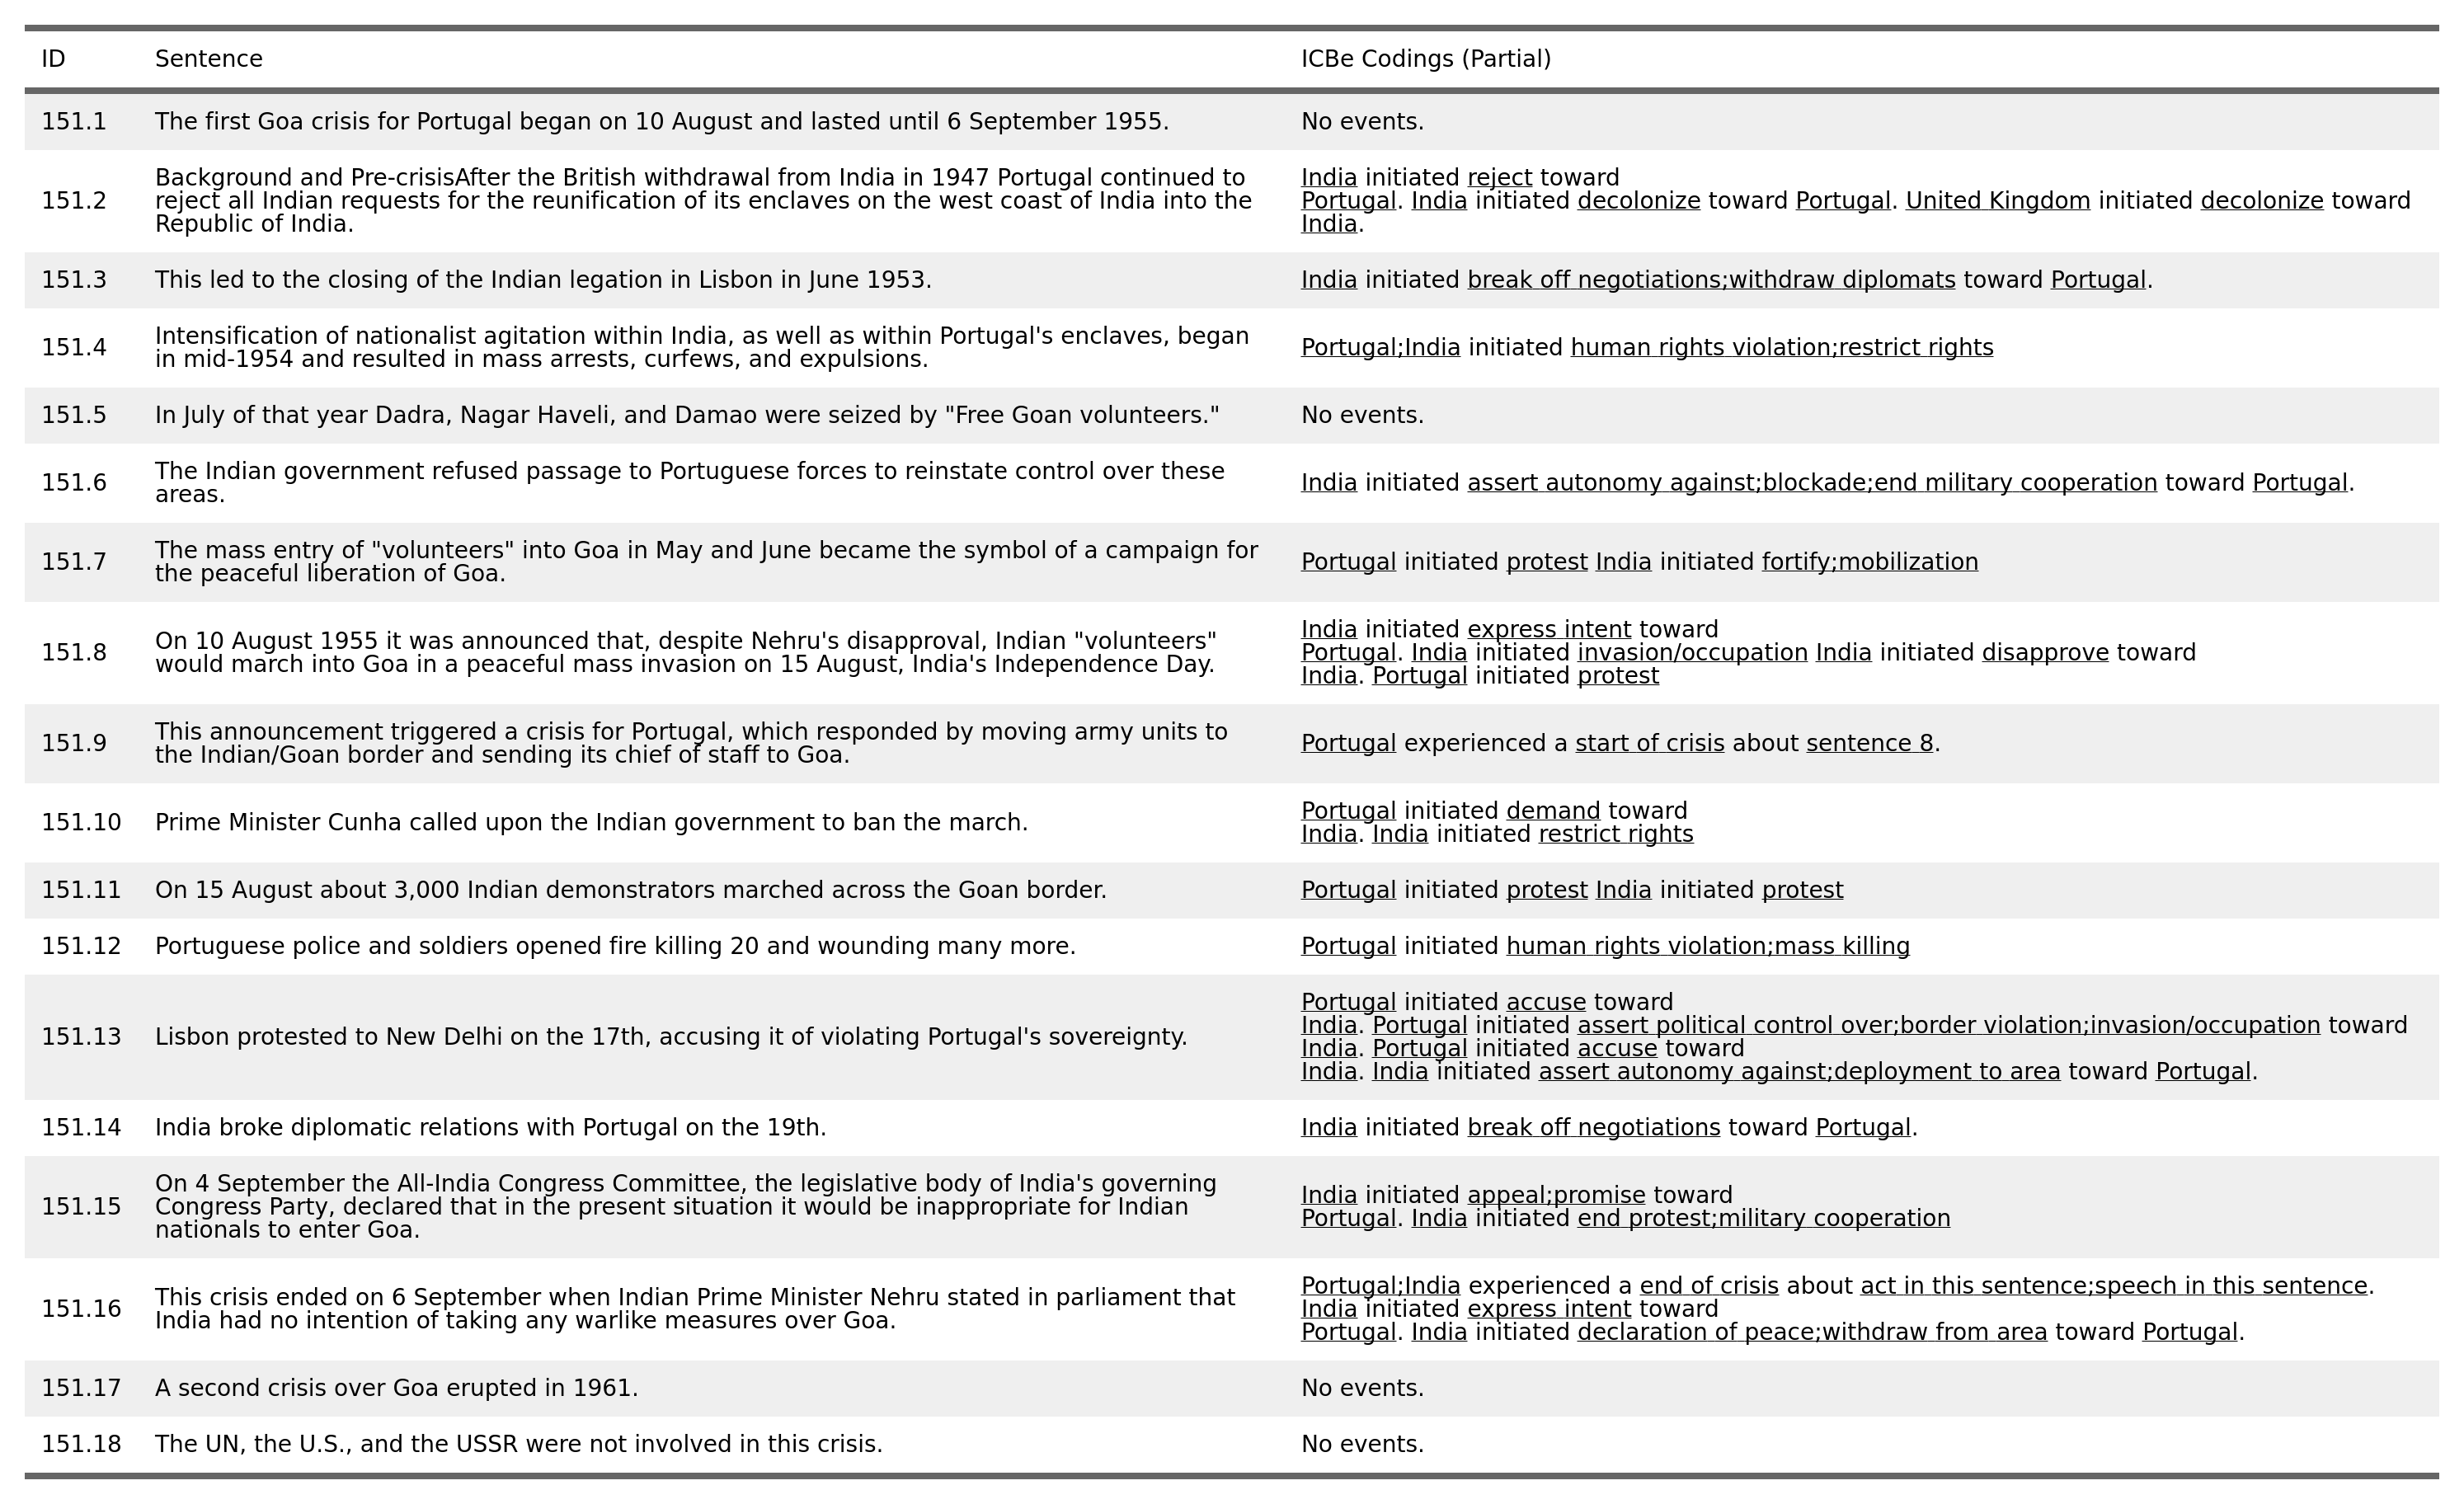 ID Sentence ICBe Codings (Partial)
151.1 The first Goa crisis for Portugal began on 10 August and lasted until 6 September 1955. No events.
151.2 Background and Pre-crisisAfter the British withdrawal from India in 1947 Portugal continued to
reject all Indian requests for the reunification of its enclaves on the west coast of India into the
Republic of India.
India initiated reject toward
Portugal. India initiated decolonize toward Portugal. United Kingdom initiated decolonize toward
India.
151.3 This led to the closing of the Indian legation in Lisbon in June 1953. India initiated break off negotiations;withdraw diplomats toward Portugal.
151.4 Intensification of nationalist agitation within India, as well as within Portugal's enclaves, began
in mid-1954 and resulted in mass arrests, curfews, and expulsions.
Portugal;India initiated human rights violation;restrict rights
151.5 In July of that year Dadra, Nagar Haveli, and Damao were seized by "Free Goan volunteers." No events.
151.6 The Indian government refused passage to Portuguese forces to reinstate control over these
areas.
India initiated assert autonomy against;blockade;end military cooperation toward Portugal.
151.7 The mass entry of "volunteers" into Goa in May and June became the symbol of a campaign for
the peaceful liberation of Goa.
Portugal initiated protest India initiated fortify;mobilization
151.8 On 10 August 1955 it was announced that, despite Nehru's disapproval, Indian "volunteers"
would march into Goa in a peaceful mass invasion on 15 August, India's Independence Day.
India initiated express intent toward
Portugal. India initiated invasion/occupation India initiated disapprove toward
India. Portugal initiated protest
151.9 This announcement triggered a crisis for Portugal, which responded by moving army units to
the Indian/Goan border and sending its chief of staff to Goa.
Portugal experienced a start of crisis about sentence 8.
151.10 Prime Minister Cunha called upon the Indian government to ban the march.
Portugal initiated demand toward
India. India initiated restrict rights
151.11 On 15 August about 3,000 Indian demonstrators marched across the Goan border. Portugal initiated protest India initiated protest
151.12 Portuguese police and soldiers opened fire killing 20 and wounding many more. Portugal initiated human rights violation;mass killing
151.13 Lisbon protested to New Delhi on the 17th, accusing it of violating Portugal's sovereignty.
Portugal initiated accuse toward
India. Portugal initiated assert political control over;border violation;invasion/occupation toward
India. Portugal initiated accuse toward
India. India initiated assert autonomy against;deployment to area toward Portugal.
151.14 India broke diplomatic relations with Portugal on the 19th. India initiated break off negotiations toward Portugal.
151.15 On 4 September the All-India Congress Committee, the legislative body of India's governing
Congress Party, declared that in the present situation it would be inappropriate for Indian
nationals to enter Goa.
India initiated appeal;promise toward
Portugal. India initiated end protest;military cooperation
151.16 This crisis ended on 6 September when Indian Prime Minister Nehru stated in parliament that
India had no intention of taking any warlike measures over Goa.
Portugal;India experienced a end of crisis about act in this sentence;speech in this sentence.
India initiated express intent toward
Portugal. India initiated declaration of peace;withdraw from area toward Portugal.
151.17 A second crisis over Goa erupted in 1961. No events.
151.18 The UN, the U.S., and the USSR were not involved in this crisis. No events.